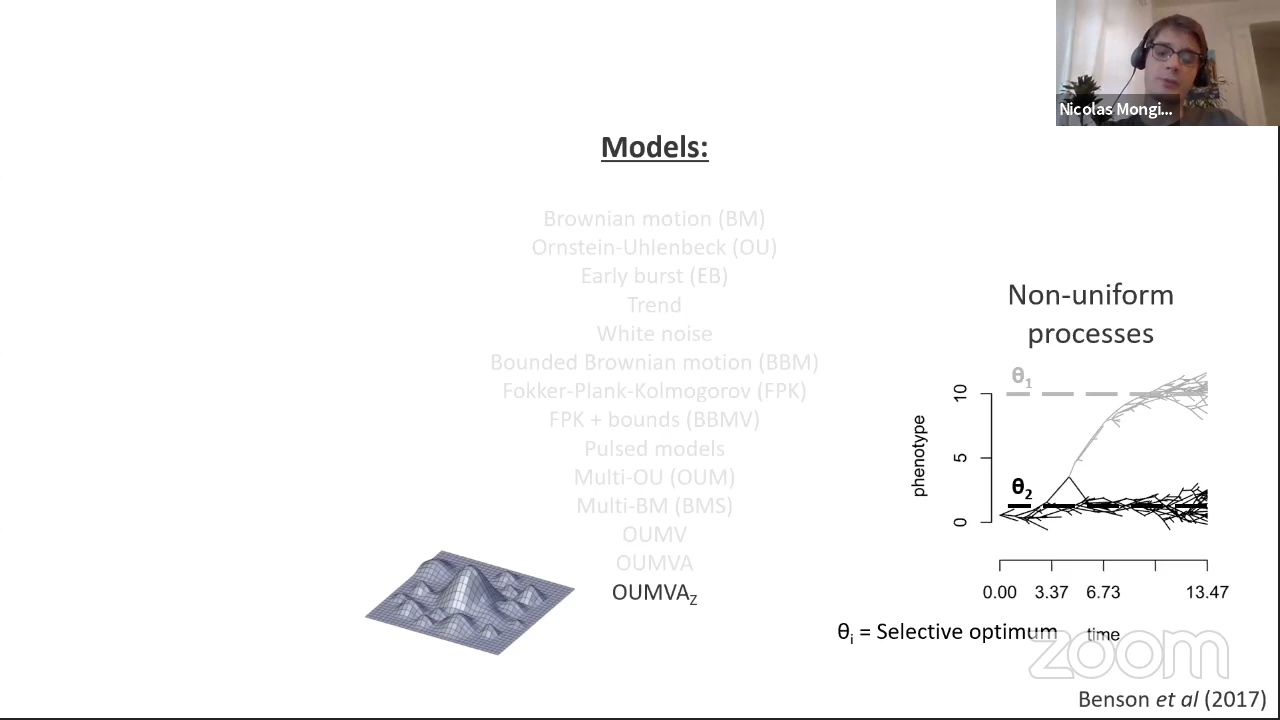 Nicolas Mongi...
Models:
Brownian motion (BM)
Ornstein-Uhlenbeck (OU)
Early burst (EB)
Trend
White noise
Bounded Brownian motion (BBM)
Fokker-Plank-Kolmogorov (FPK)
FPK + bounds (BBMV)
Pulsed models
Multi-OU (OUM)
Multi-BM (BMS)
OUMV
OUMVA
OUMVAZ
Non-uniform
processes
θ1
10
5
0
phenotype
θ2
0.00 3.37 6.73 13.47
time
θi = Selective optimum
zoom
Benson et al (2017)